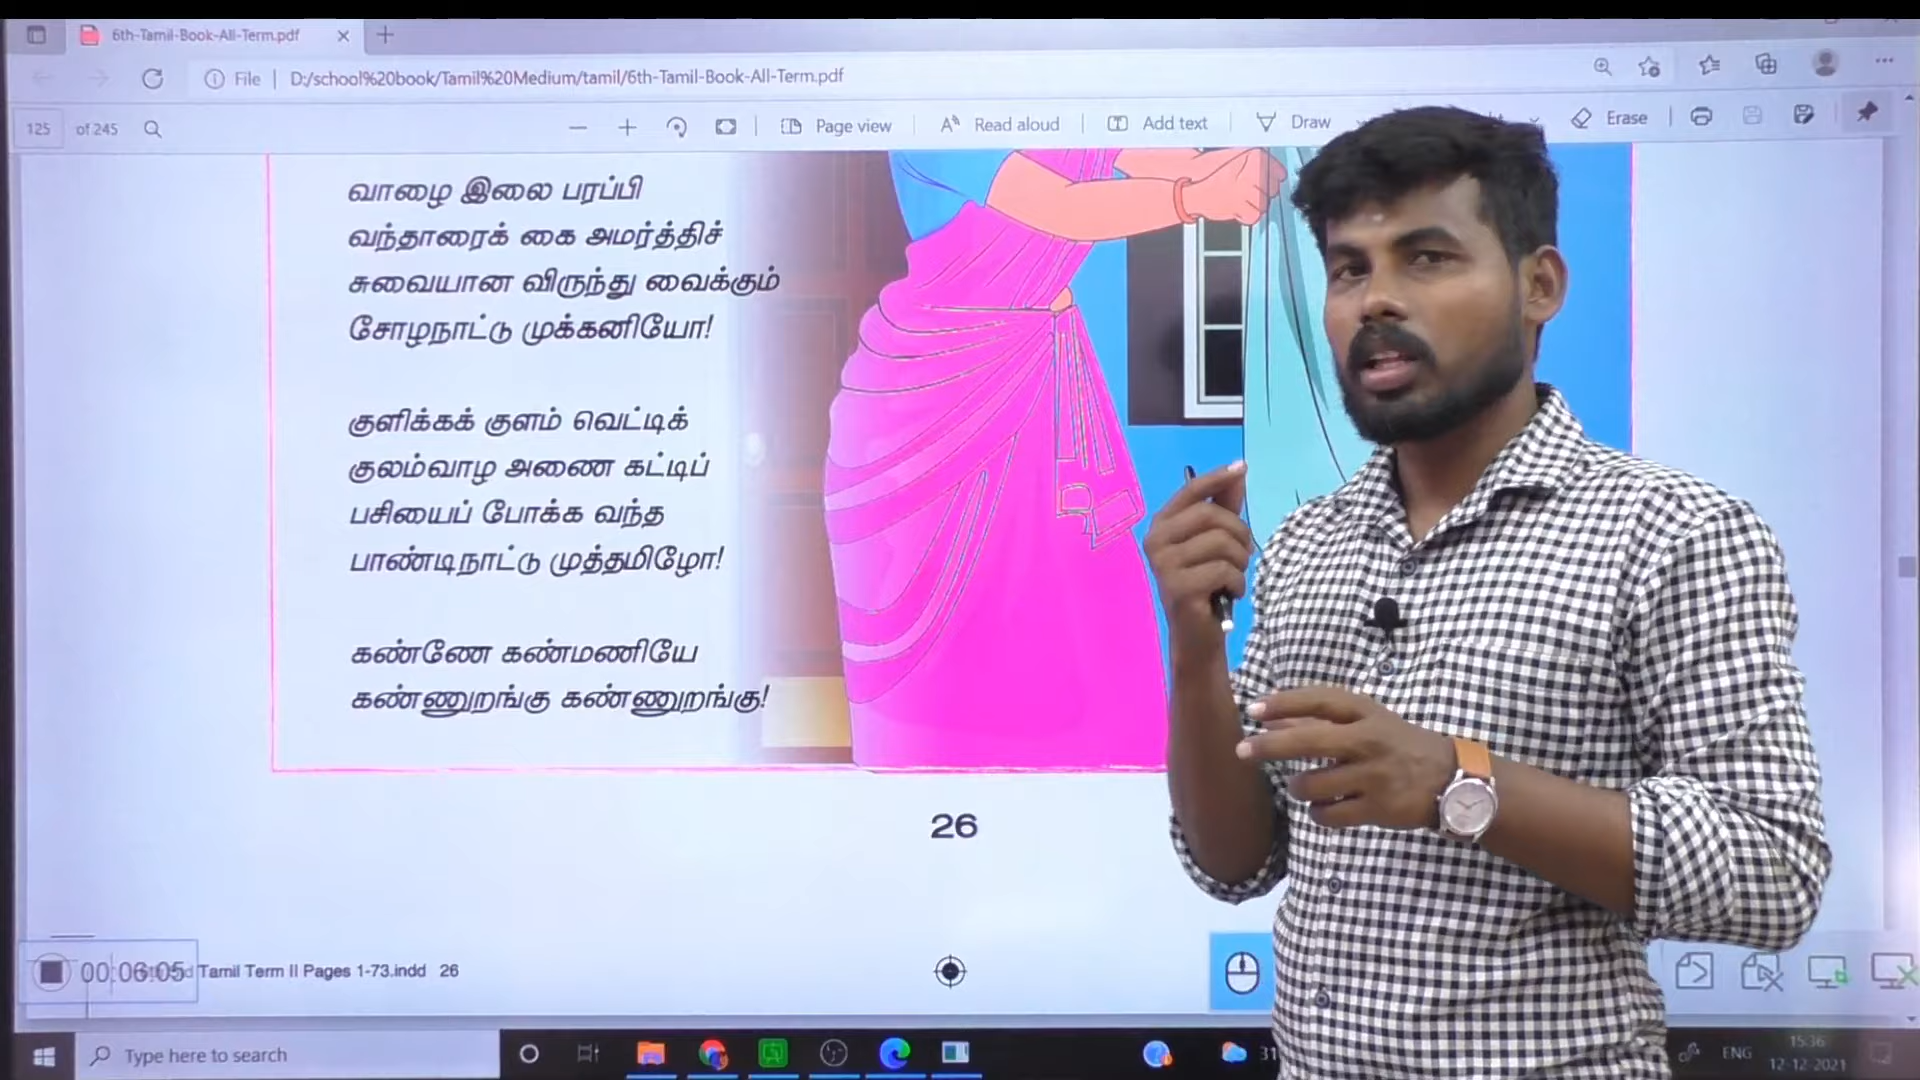 6th-Tamil-Book-All-Term.pdf
File | D:/school%20book/Tamil%20Medium/tamil/6th-Tamil-Book-All-Term.pdf
125 of 245 Page view Read aloud Add text Draw Erase
வாழை இலை பரப்பி
வந்தாரைக் கை அமர்த்திச்
சுவையான விருந்து வைக்கும்
சோழநாட்டு முக்கனியோ!
குளிக்கக் குளம் வெட்டிக்
குலம்வாழ அணை கட்டிப்
பசியைப் போக்க வந்த
பாண்டிநாட்டு முத்தமிழோ!
கண்ணே கண்மணியே
கண்ணுறங்கு கண்ணுறங்கு!
26
00:06:05 Tamil Term II Pages 1-73.indd 26
Type here to search
31
ENG
15:36
12-12-2021